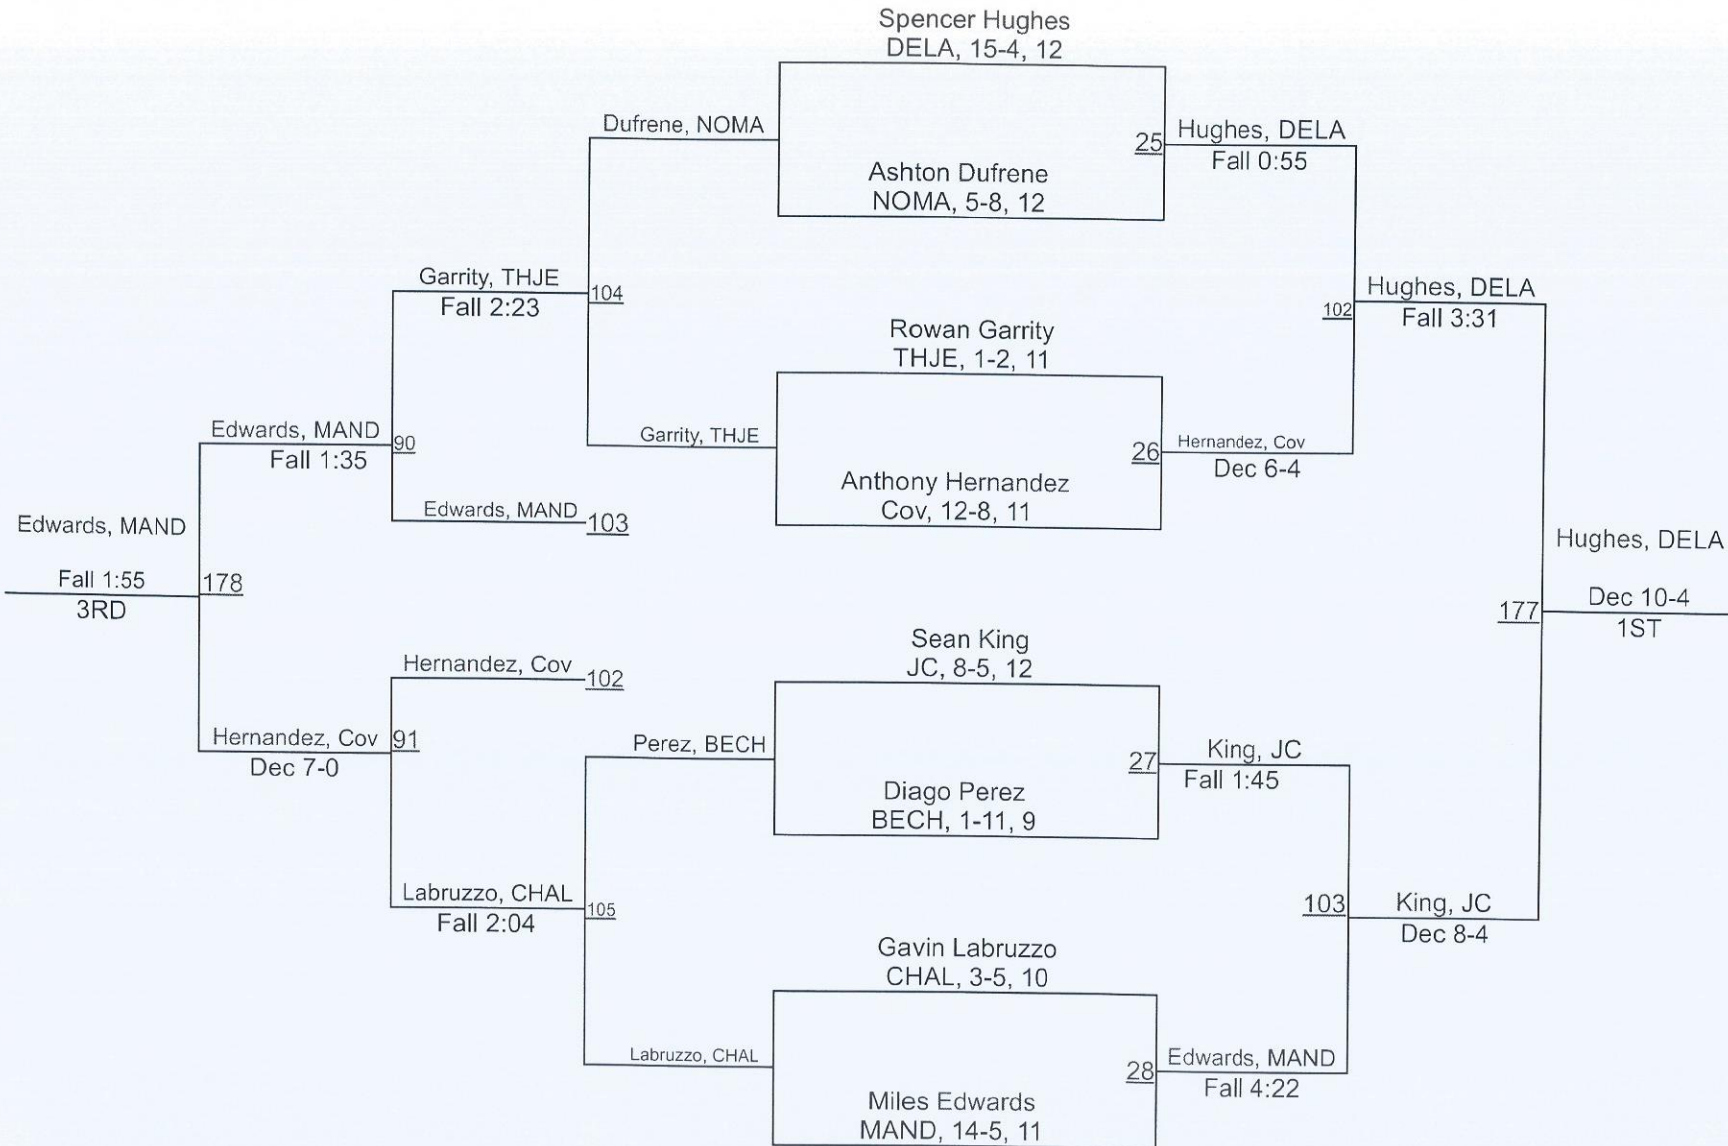 Spencer Hughes
DELA, 15-4, 12
Dufrene, NOMA
25
Hughes, DELA
Fall 0:55
Ashton Dufrene
NOMA, 5-8, 12
Garrity, THJE
Fall 2:23
104
Hughes, DELA
Fall 3:31
102
Rowan Garrity
THJE, 1-2, 11
Edwards, MAND
Fall 1:35
90
Garrity, THJE
26
Hernandez, Cov
Dec 6-4
Anthony Hernandez
Cov, 12-8, 11
Edwards, MAND
103
Edwards, MAND
Fall 1:55
3RD
178
Hughes, DELA
Dec 10-4
1ST
177
Sean King
JC, 8-5, 12
Hernandez, Cov
102
Hernandez, Cov
Dec 7-0
91
Perez, BECH
27
King, JC
Fall 1:45
Diago Perez
BECH, 1-11, 9
Labruzzo, CHAL
Fall 2:04
105
103
King, JC
Dec 8-4
Gavin Labruzzo
CHAL, 3-5, 10
Labruzzo, CHAL
28
Edwards, MAND
Fall 4:22
Miles Edwards
MAND, 14-5, 11